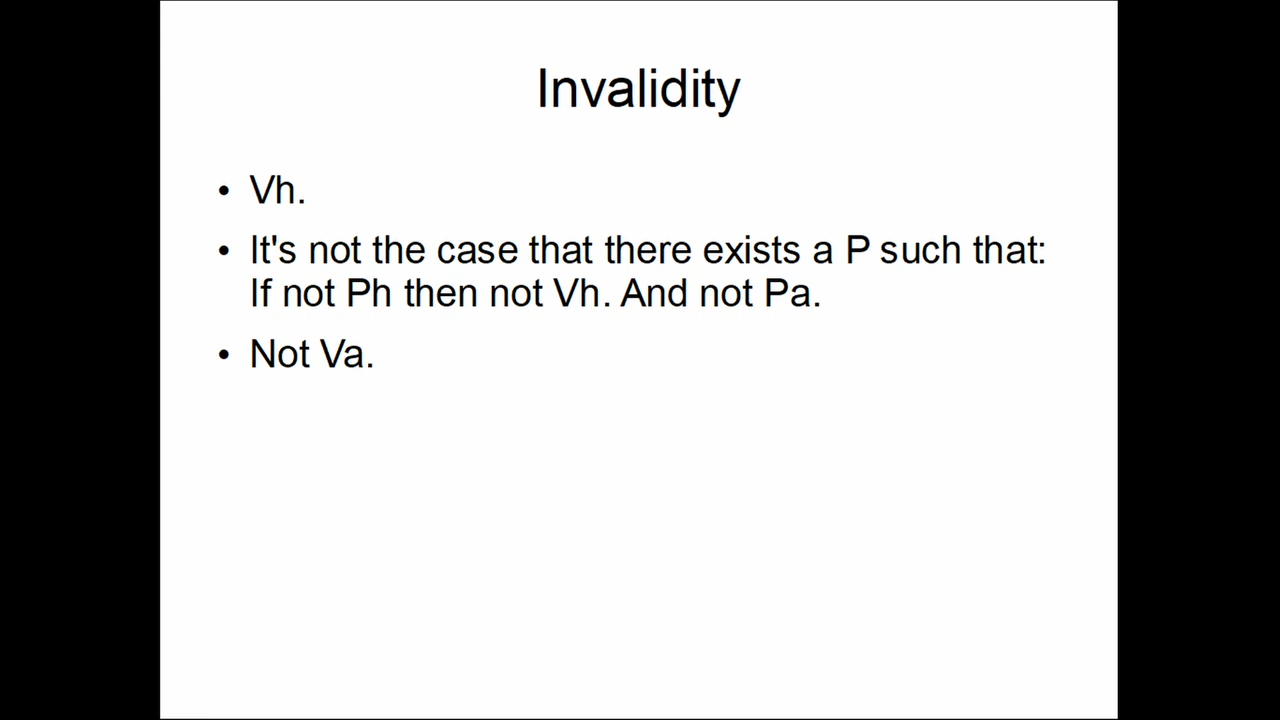 Invalidity
• Vh.
• It's not the case that there exists a P such that:
If not Ph then not Vh. And not Pa.
• Not Va.